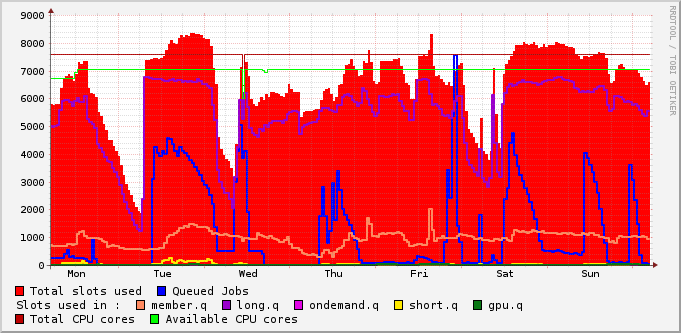 RRDTOOL / TOBI OETIKER
9000
8000
7000
6000
5000
4000
3000
2000
1000
0
Mon Tue Wed Thu Fri Sat Sun
Total slots used Queued Jobs
Slots used in : member.q long.q ondemand.q short.q gpu.q
Total CPU cores Available CPU cores